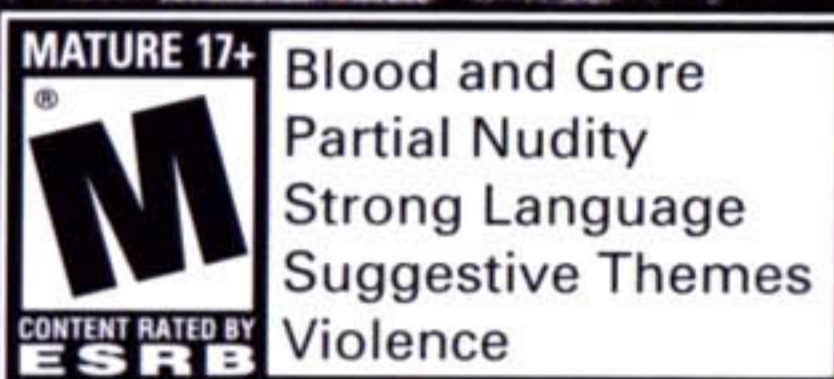 MATURE 17+
®
M
CONTENT RATED BY
ESRB
Blood and Gore
Partial Nudity
Strong Language
Suggestive Themes
Violence